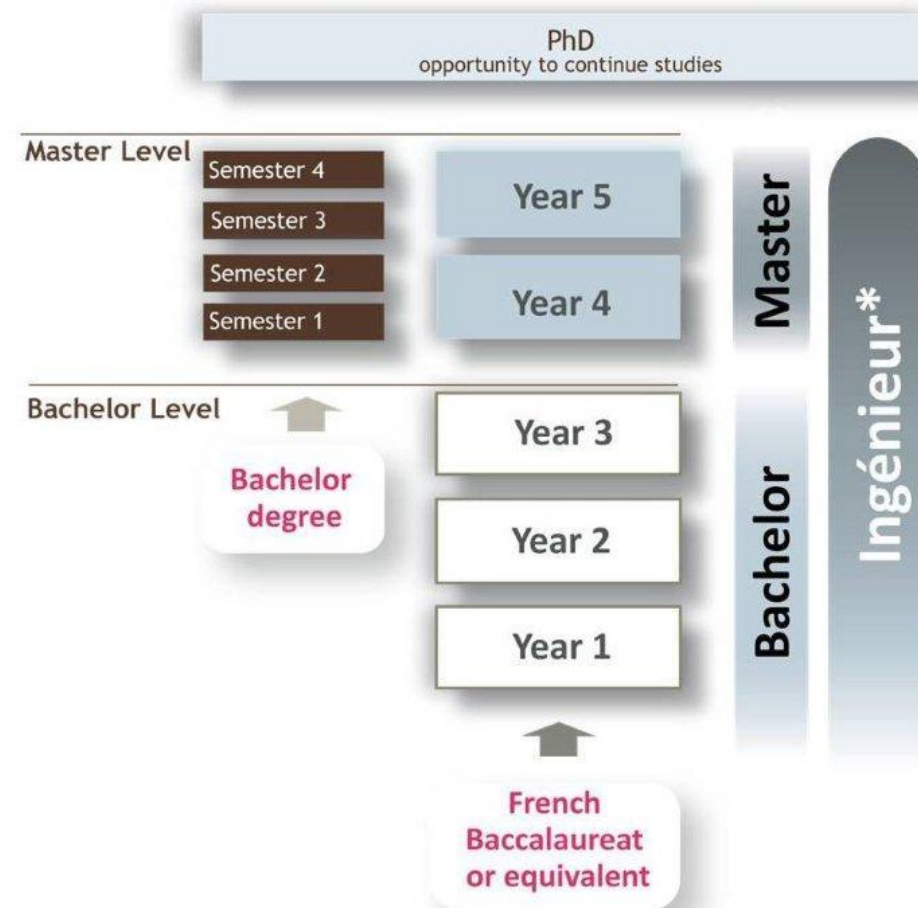 PhD
opportunity to continue studies
Master Level
Semester 4
Semester 3
Semester 2
Semester 1
Year 5
Year 4
Master
Ingénieur*
Bachelor Level
Bachelor
degree
Year 3
Year 2
Year 1
Bachelor
French
Baccalaureat
or equivalent